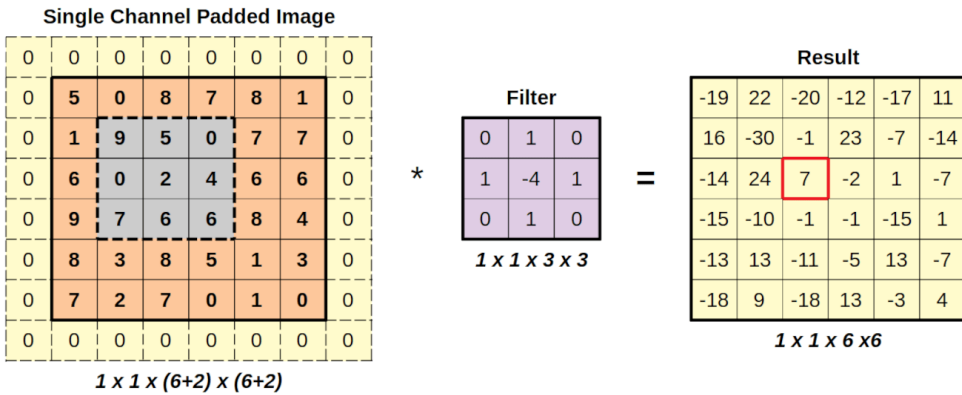 Single Channel Padded Image
0 0 0 0 0 0 0 0
0 5 0 8 7 8 1 0
0 1 9 5 0 7 7 0
0 6 0 2 4 6 6 0
0 9 7 6 6 8 4 0
0 8 3 8 5 1 3 0
0 7 2 7 0 1 0 0
0 0 0 0 0 0 0 0
1 x 1 x (6+2) x (6+2)
*
Filter
0 1 0
1 -4 1
0 1 0
1 x 1 x 3 x 3
=
Result
-19 22 -20 -12 -17 11
16 -30 -1 23 -7 -14
-14 24 7 -2 1 -7
-15 -10 -1 -1 -15 1
-13 13 -11 -5 13 -7
-18 9 -18 13 -3 4
1 x 1 x 6 x6